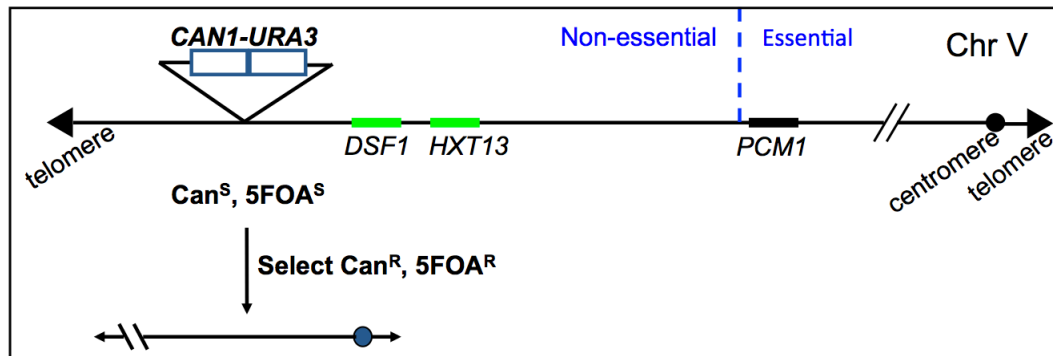 CAN1-URA3
Non-essential Essential Chr V
telomere DSF1 HXT13 PCM1 centromere telomere
Can^S, 5FOA^S
Select Can^R, 5FOA^R